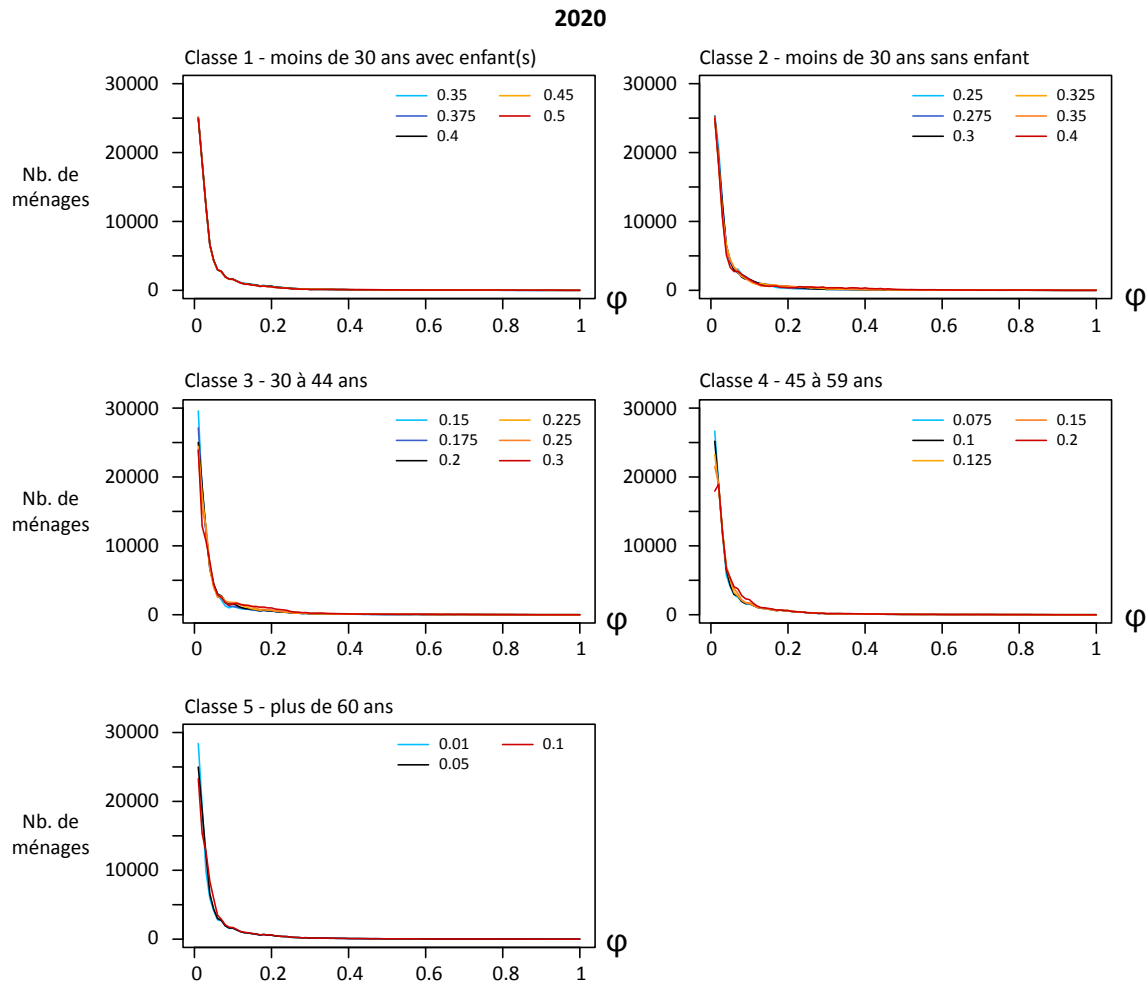 2020
Classe 1 - moins de 30 ans avec enfant(s)
Classe 2 - moins de 30 ans sans enfant
30000
20000
10000
0
Nb. de
ménages
0.35
0.375
0.4
0.45
0.5
0 0.2 0.4 0.6 0.8 1
φ
30000
20000
10000
0
0.25
0.275
0.3
0.325
0.35
0.4
0 0.2 0.4 0.6 0.8 1
φ
Classe 3 - 30 à 44 ans
Classe 4 - 45 à 59 ans
30000
20000
10000
0
Nb. de
ménages
0.15
0.175
0.2
0.225
0.25
0.3
0 0.2 0.4 0.6 0.8 1
φ
30000
20000
10000
0
0.075
0.1
0.125
0.15
0.2
0 0.2 0.4 0.6 0.8 1
φ
Classe 5 - plus de 60 ans
30000
20000
10000
0
Nb. de
ménages
0.01
0.05
0.1
0 0.2 0.4 0.6 0.8 1
φ